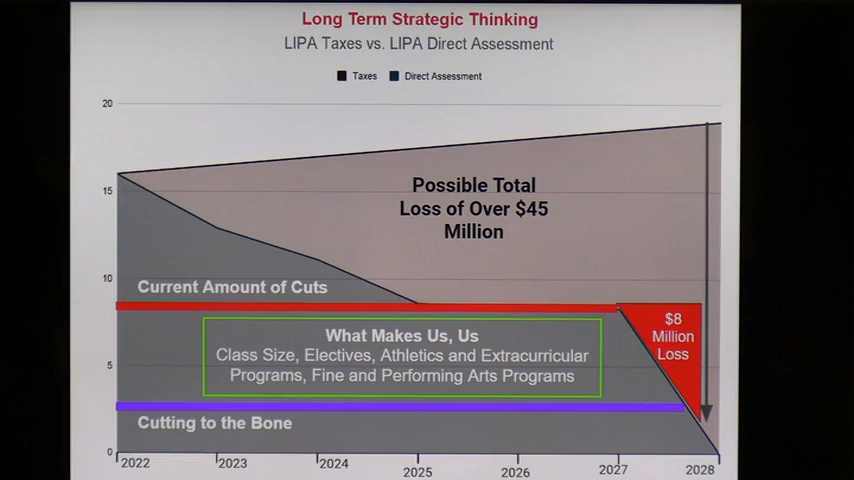 Long Term Strategic Thinking
LIPA Taxes vs. LIPA Direct Assessment
Taxes
Direct Assessment
20
15
10
5
0
Possible Total
Loss of Over $45
Million
Current Amount of Cuts
What Makes Us, Us
Class Size, Electives, Athletics and Extracurricular
Programs, Fine and Performing Arts Programs
$8
Million
Loss
Cutting to the Bone
2022
2023
2024
2025
2026
2027
2028